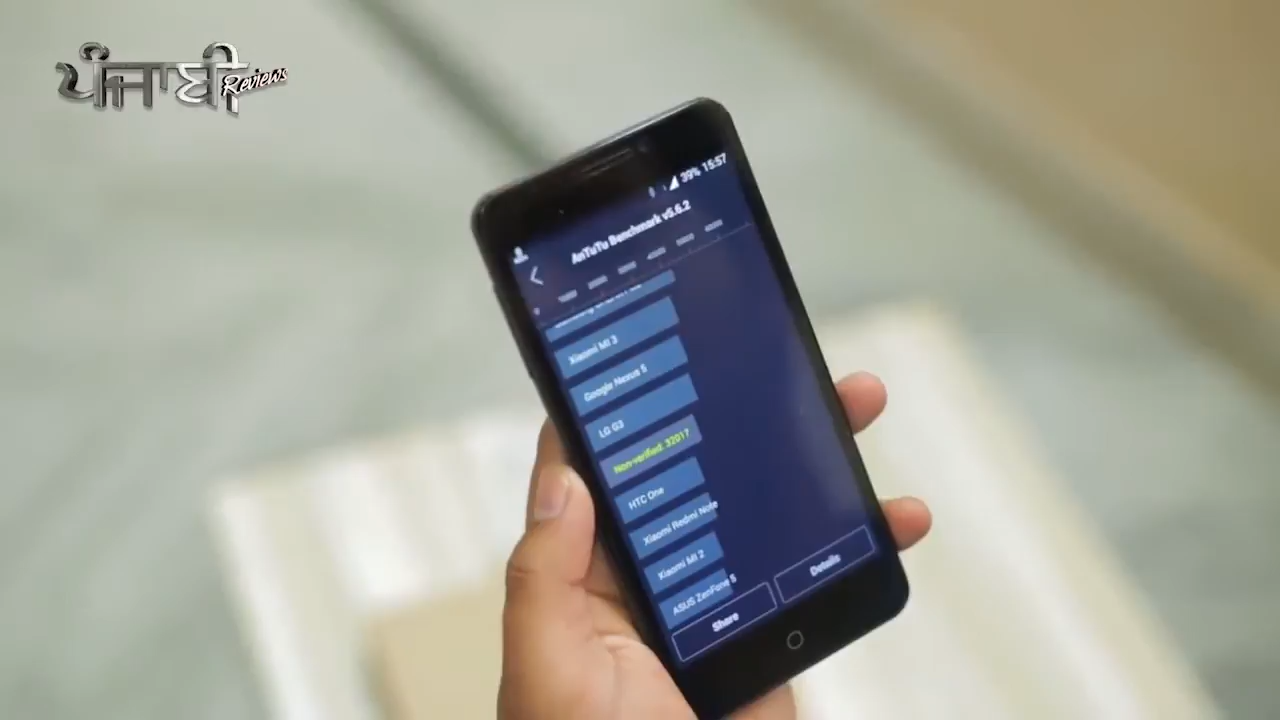 ਪੰਜਾਬੀ Reviews
39% 15:57
AnTuTu Benchmark v5.6.2
Xiaomi MI 3
Google Nexus 5
LG G3
Non-verified: 32017
HTC One
Xiaomi Redmi Note
Xiaomi MI 2
ASUS ZenFone 5
Share
Details